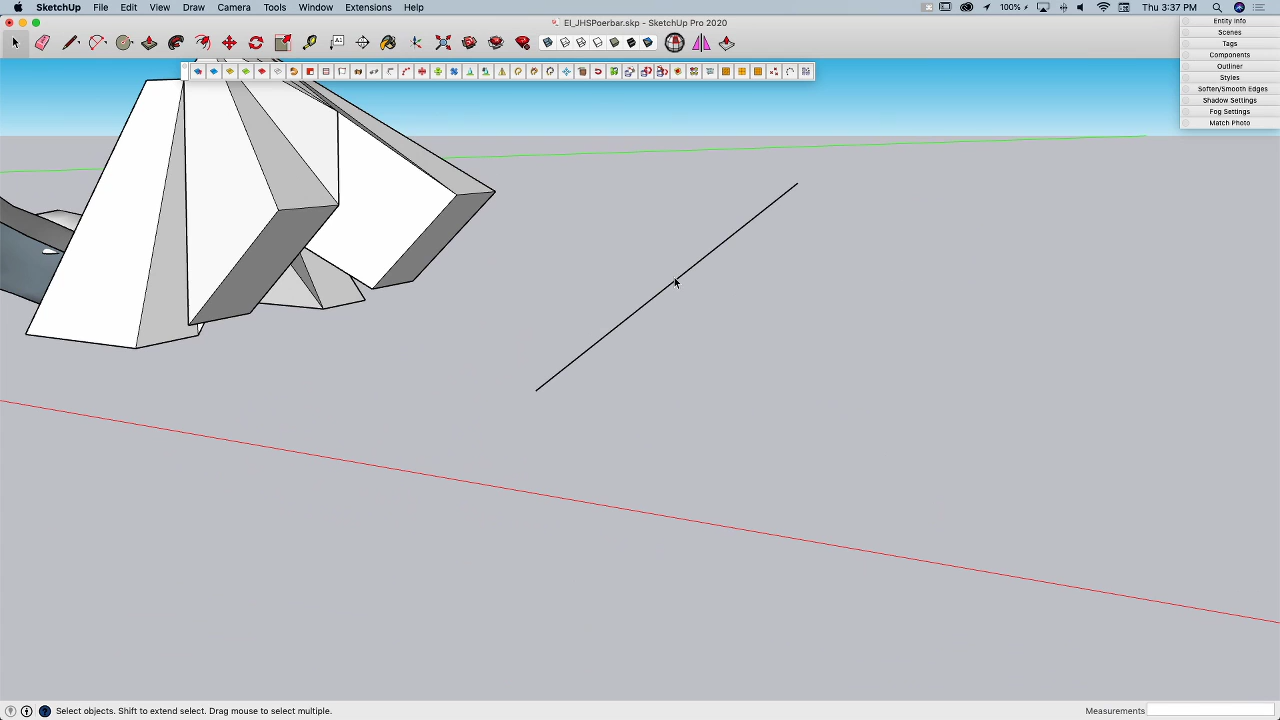 SketchUp File Edit View Draw Camera Tools Window Extensions Help 100% Thu 3:37 PM
EI_JHSPoerbar.skp - SketchUp Pro 2020
Entity Info
Scenes
Tags
Components
Outliner
Styles
Soften/Smooth Edges
Shadow Settings
Fog Settings
Match Photo
Select objects. Shift to extend select. Drag mouse to select multiple. Measurements